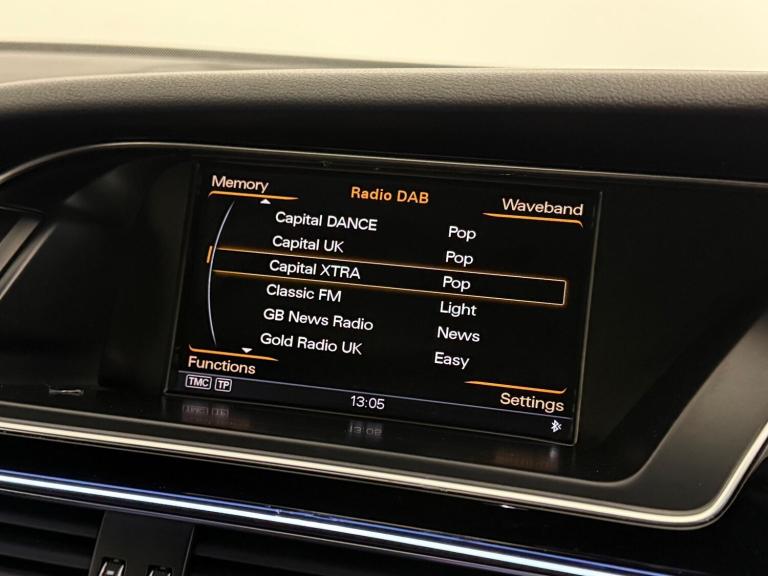 Memory
Radio DAB
Waveband
Capital DANCE Pop
Capital UK Pop
Capital XTRA Pop
Classic FM Light
GB News Radio News
Gold Radio UK Easy
Functions
Settings
TMC TP
13:05